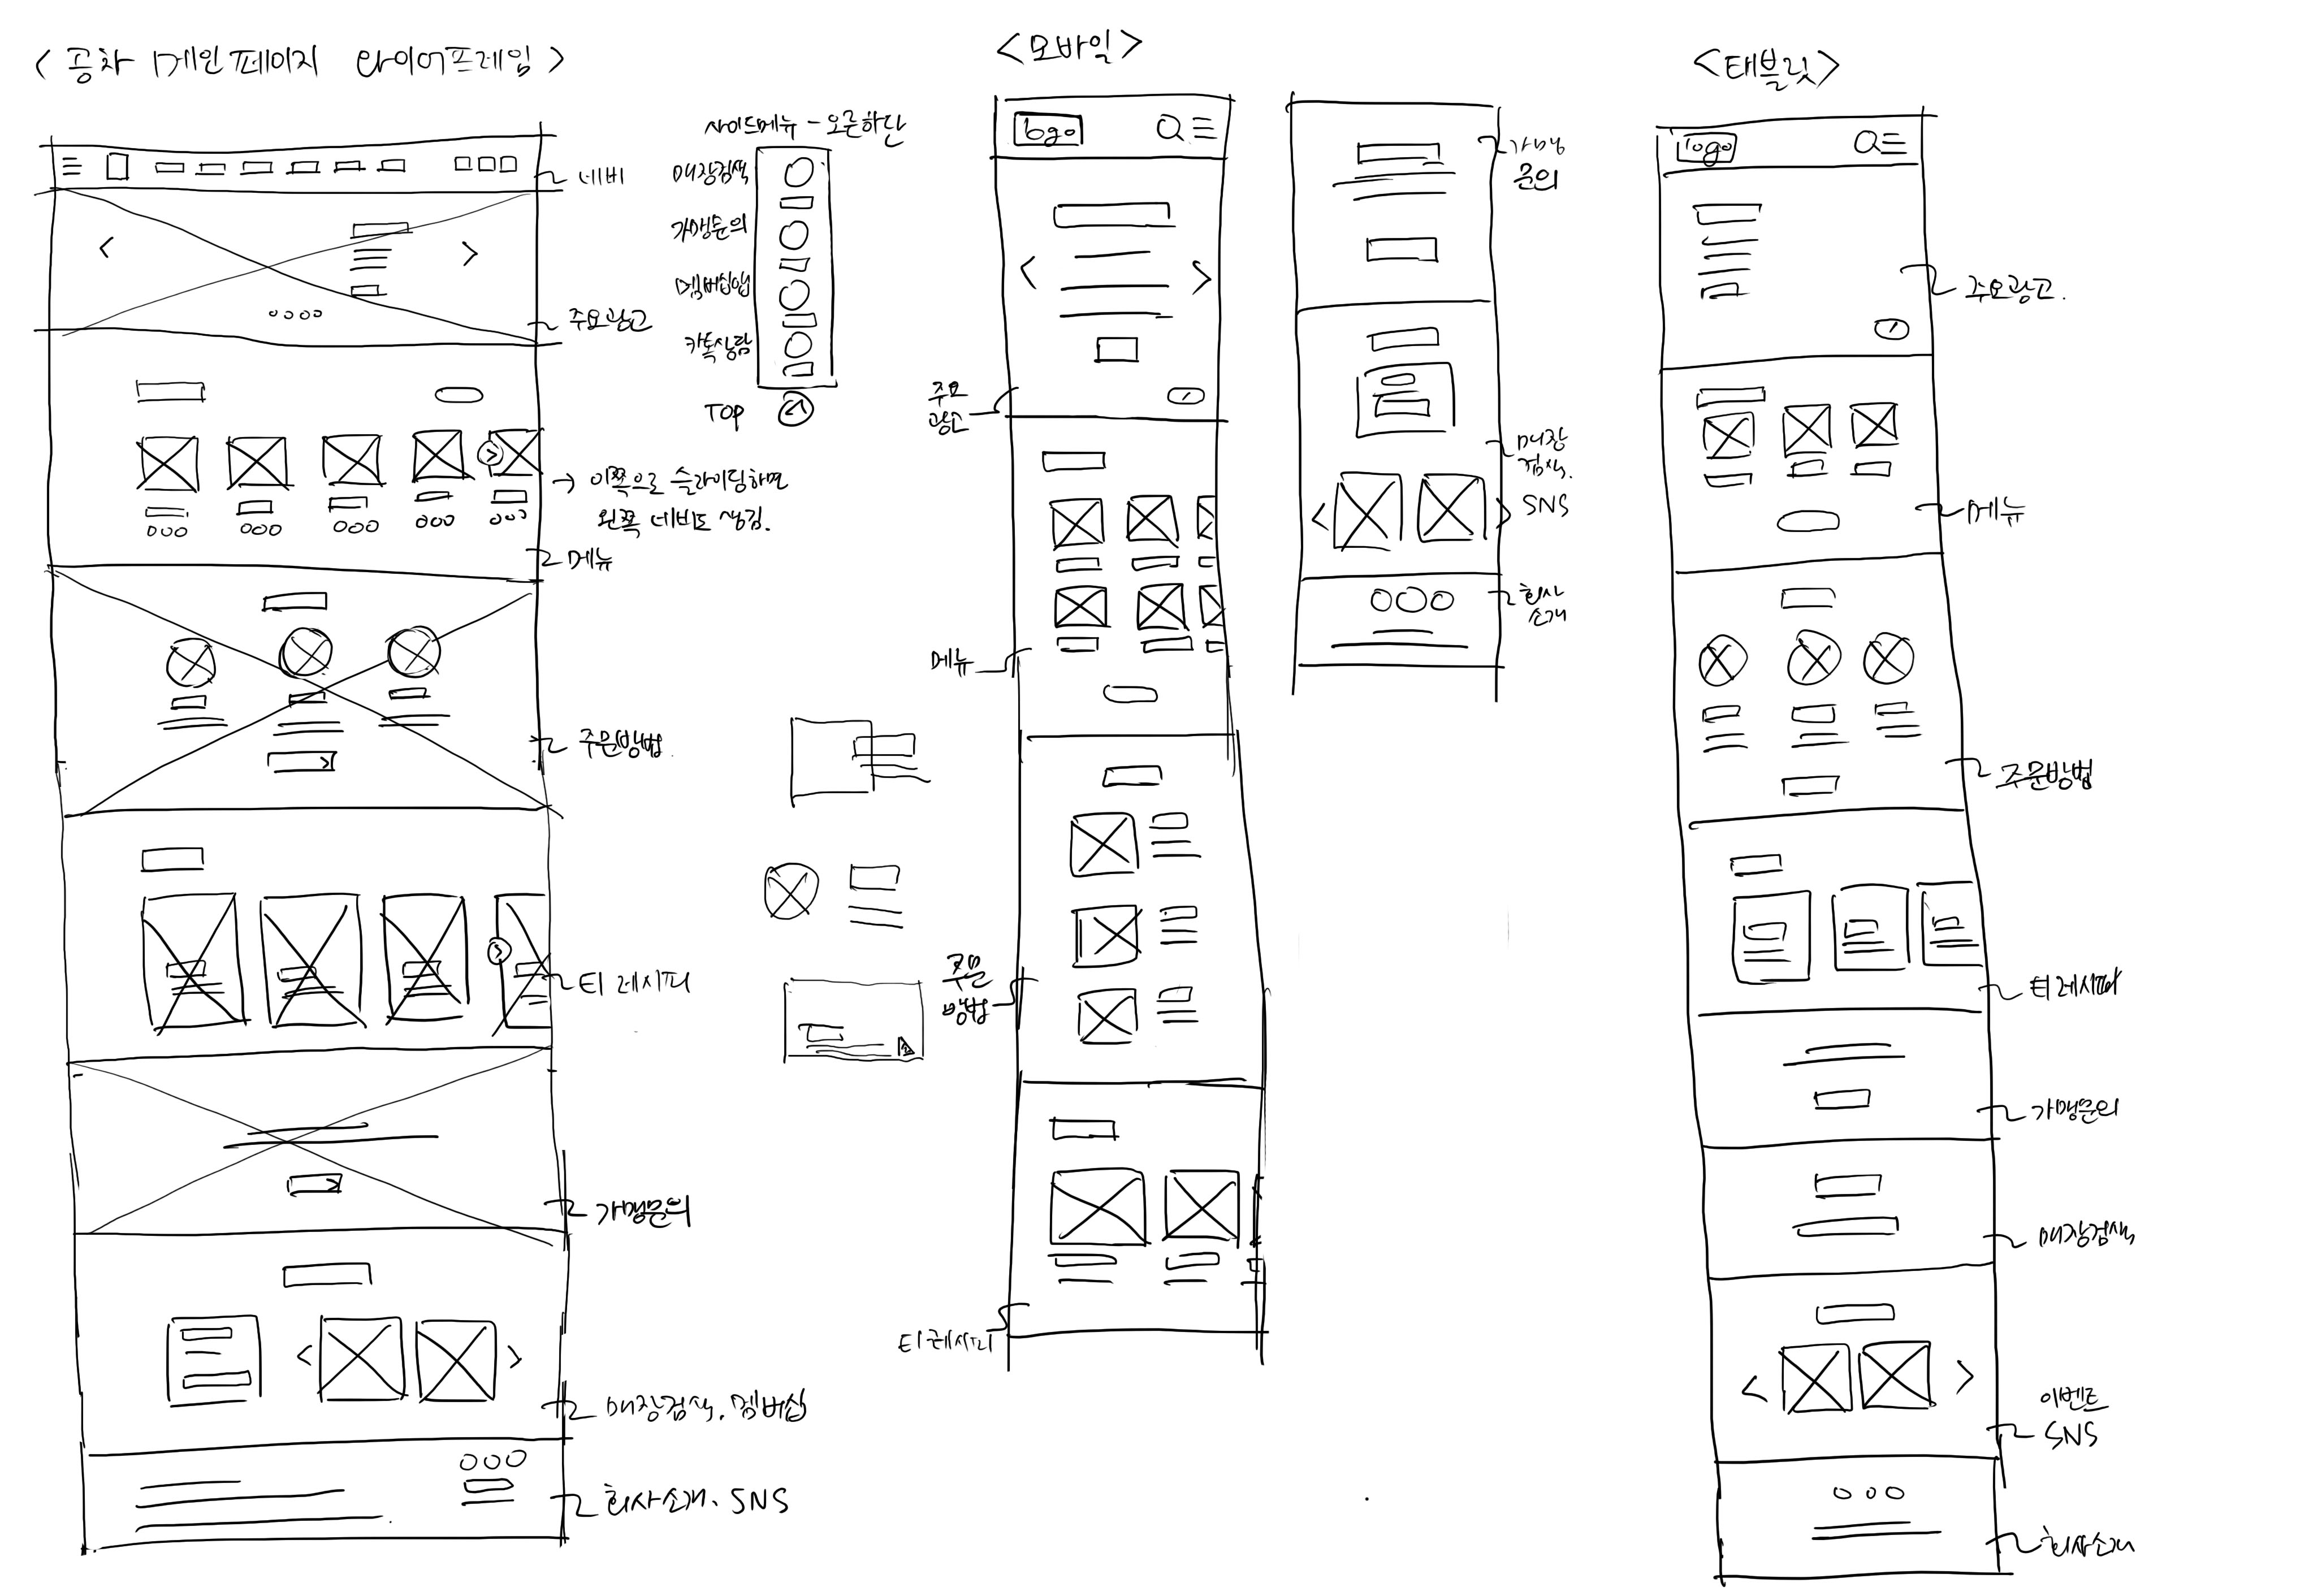 < 공차 메인페이지 와이어프레임 >
네비
주요광고
→ 이쪽으로 슬라이딩하면
왼쪽 네비도 생김.
메뉴
주문방법
티 레시피
가맹문의
매장검색. 멤버십
회사소개. SNS
사이드메뉴 - 오른하단
매장검색
가맹문의
멤버십앱
카톡상담
TOP
<모바일>
logo
주요
광고
메뉴
주문
방법
티레시피
가맹
문의
매장
검색.
SNS
회사
소개
<태블릿>
logo
주요광고.
메뉴
주문방법
티레시피
가맹문의
매장검색
이벤트
SNS
회사소개